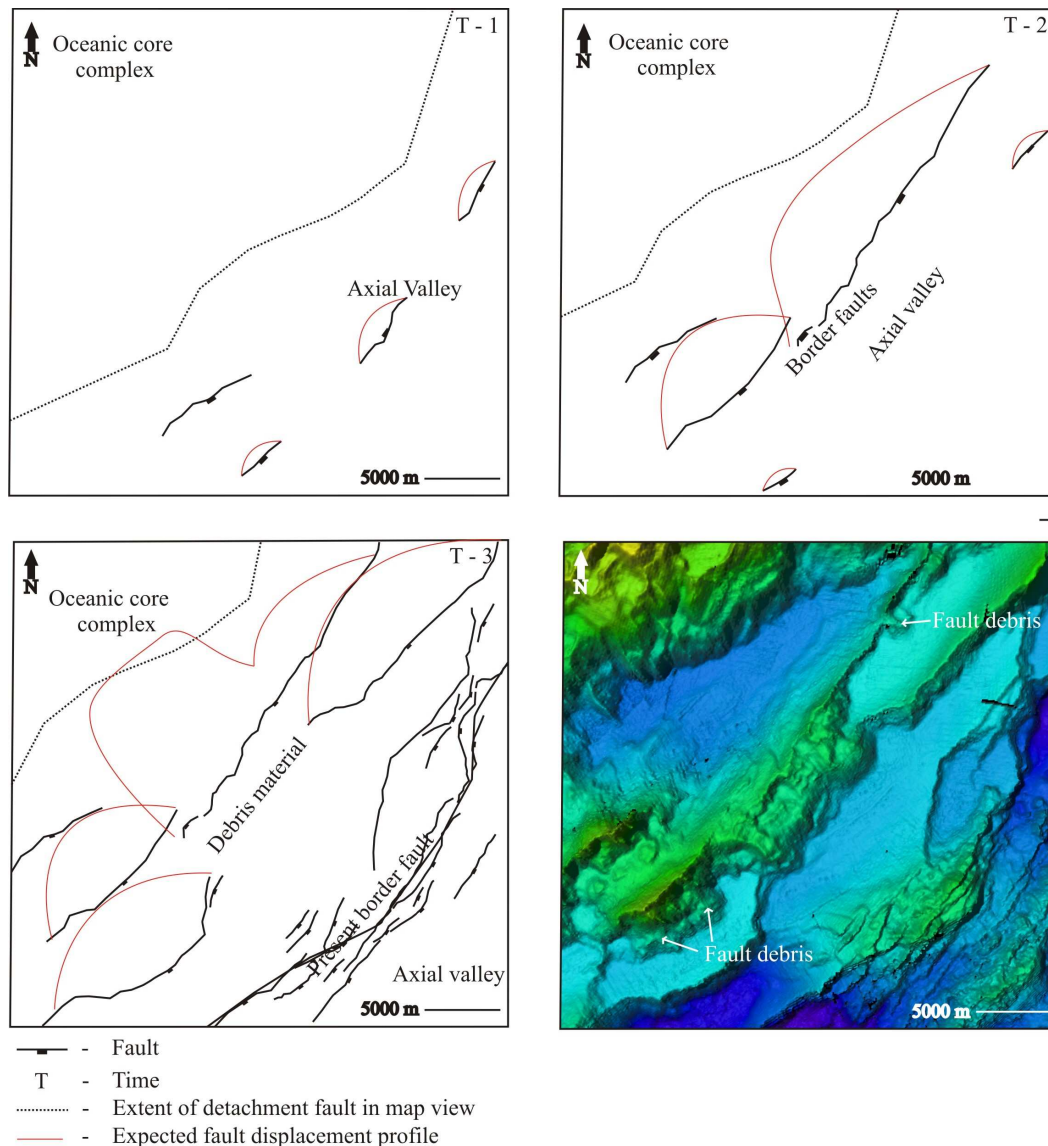 T - 1
N
Oceanic core
complex
Axial Valley
5000 m
T - 2
N
Oceanic core
complex
Border faults
Axial valley
5000 m
T - 3
N
Oceanic core
complex
Debris material
Present border fault
Axial valley
5000 m
N
Fault debris
Fault debris
5000 m
- Fault
T - Time
- Extent of detachment fault in map view
- Expected fault displacement profile